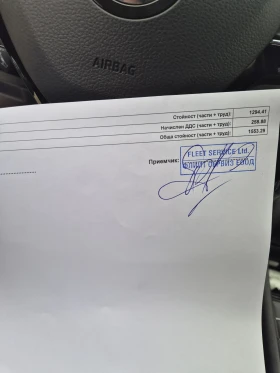 AIRBAG
Стойност (части + труд): 1294.41
Начислен ДДС (части + труд): 258.88
Обща стойност (части + труд): 1553.29
Приемчик:
FLEET SERVICE Ltd.
ФЛИЙТ СЕРВИЗ ЕООД